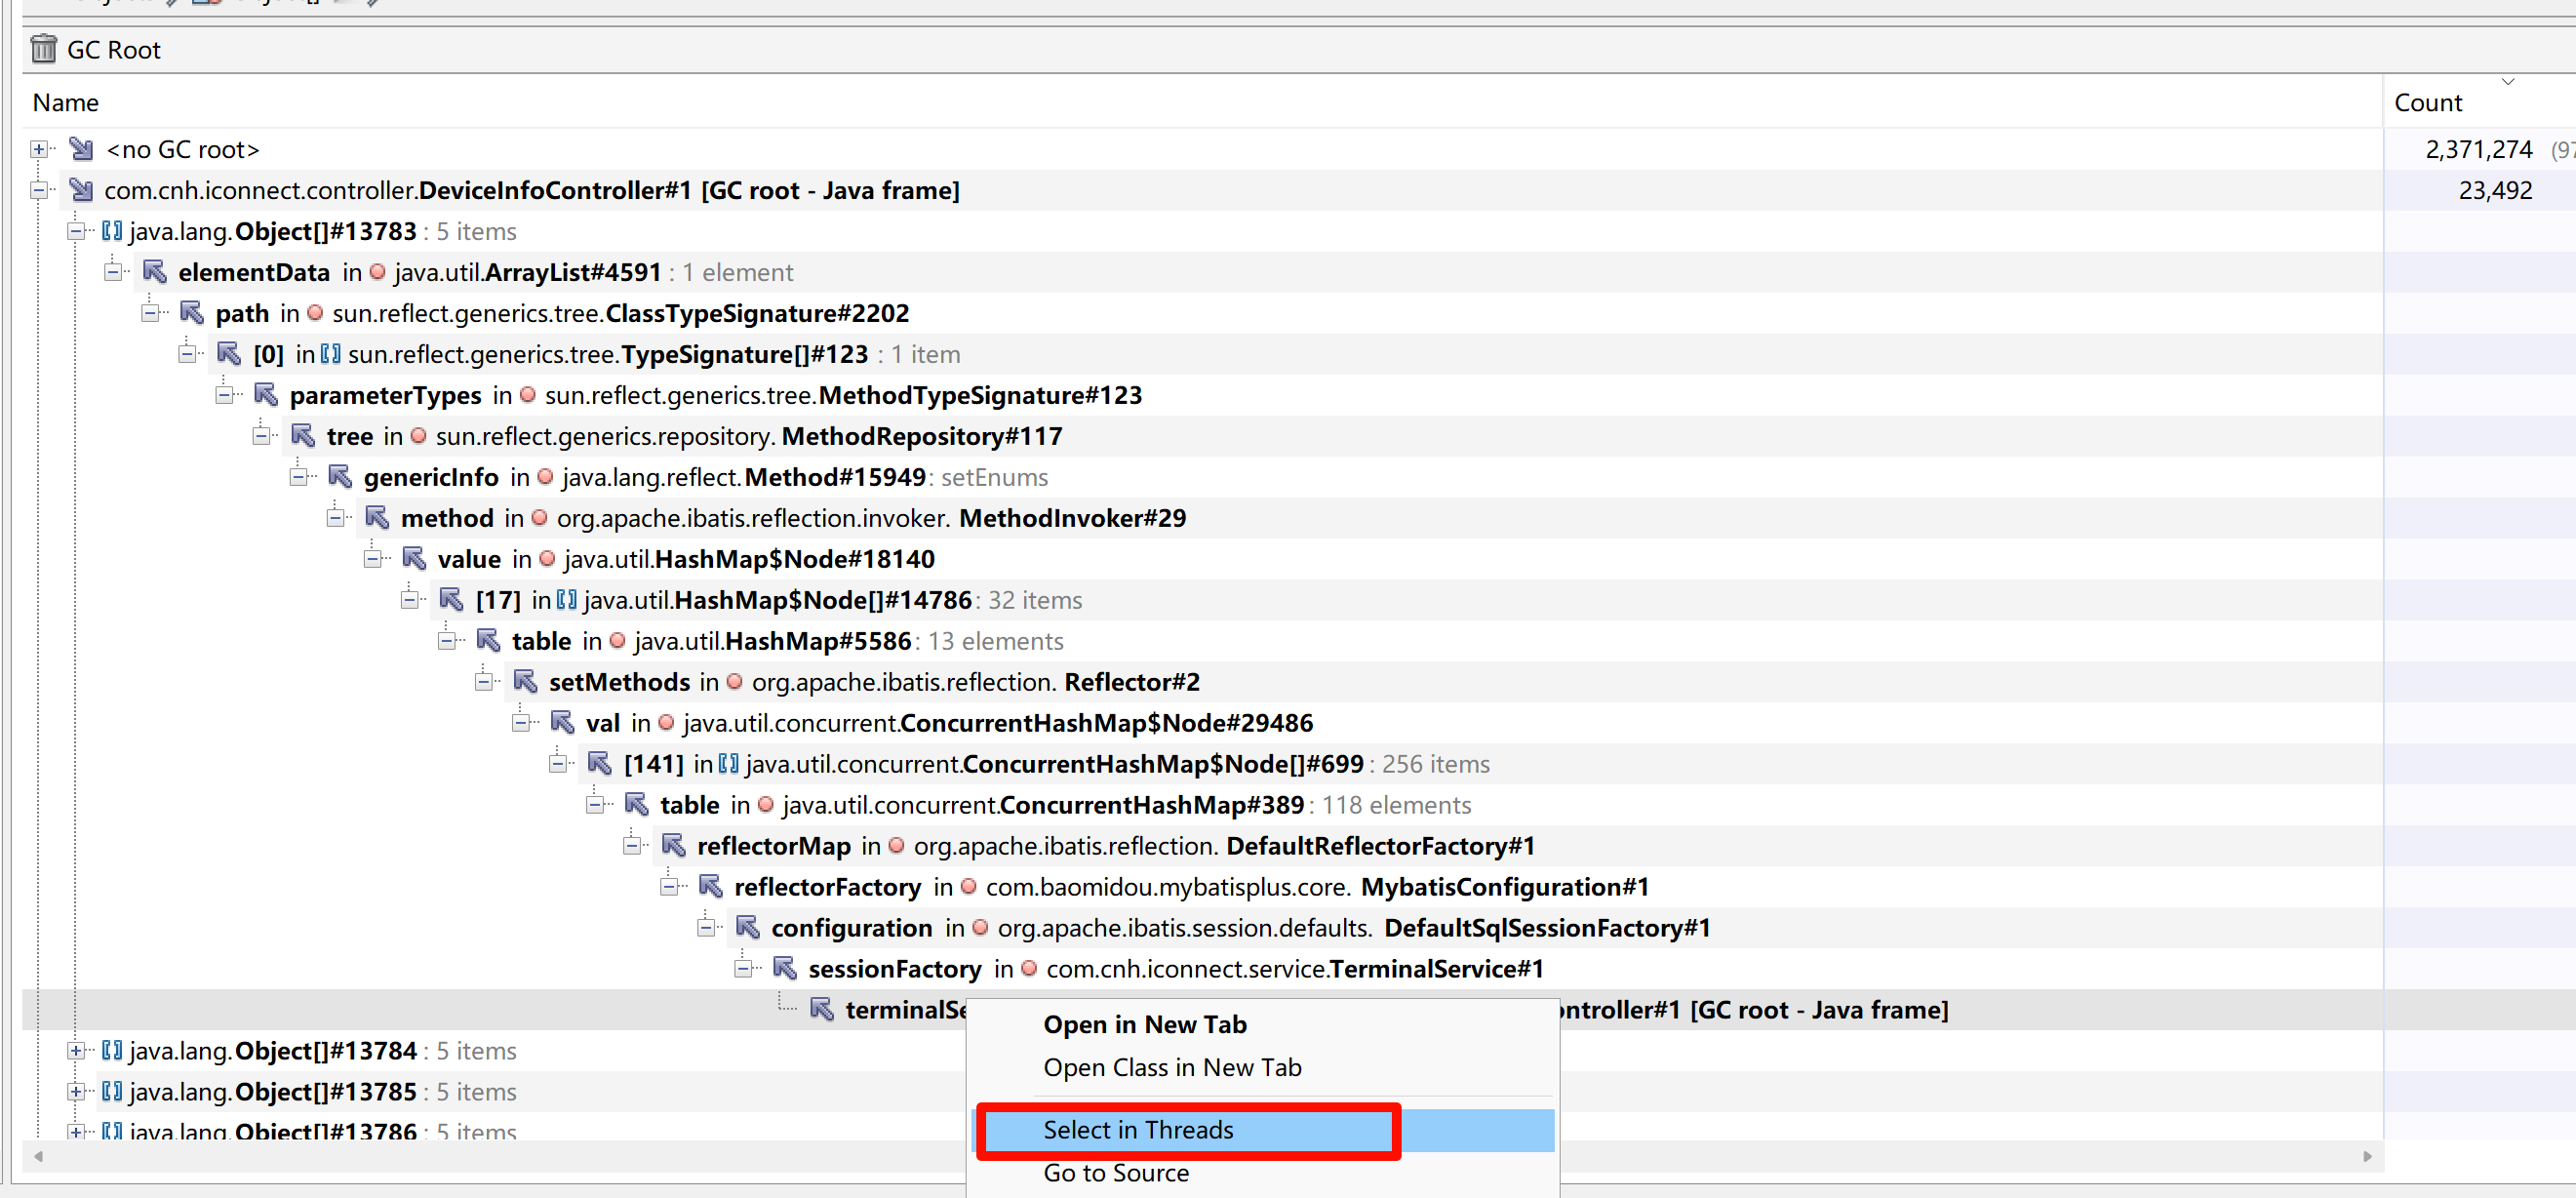 GC Root
Name Count
<no GC root> 2,371,274 (97
com.cnh.iconnect.controller.DeviceInfoController#1 [GC root - Java frame] 23,492
java.lang.Object[]#13783 : 5 items
elementData in java.util.ArrayList#4591 : 1 element
path in sun.reflect.generics.tree.ClassTypeSignature#2202
[0] in sun.reflect.generics.tree.TypeSignature[]#123 : 1 item
parameterTypes in sun.reflect.generics.tree.MethodTypeSignature#123
tree in sun.reflect.generics.repository. MethodRepository#117
genericInfo in java.lang.reflect.Method#15949: setEnums
method in org.apache.ibatis.reflection.invoker. MethodInvoker#29
value in java.util.HashMap$Node#18140
[17] in java.util.HashMap$Node[]#14786: 32 items
table in java.util.HashMap#5586: 13 elements
setMethods in org.apache.ibatis.reflection. Reflector#2
val in java.util.concurrent.ConcurrentHashMap$Node#29486
[141] in java.util.concurrent.ConcurrentHashMap$Node[]#699 : 256 items
table in java.util.concurrent.ConcurrentHashMap#389 : 118 elements
reflectorMap in org.apache.ibatis.reflection. DefaultReflectorFactory#1
reflectorFactory in com.baomidou.mybatisplus.core. MybatisConfiguration#1
configuration in org.apache.ibatis.session.defaults. DefaultSqlSessionFactory#1
sessionFactory in com.cnh.iconnect.service.TerminalService#1
terminalSe ontroller#1 [GC root - Java frame]
Open in New Tab
java.lang.Object[]#13784 : 5 items
Open Class in New Tab
java.lang.Object[]#13785 : 5 items
Select in Threads
java.lang.Object[]#13786 : 5 items
Go to Source